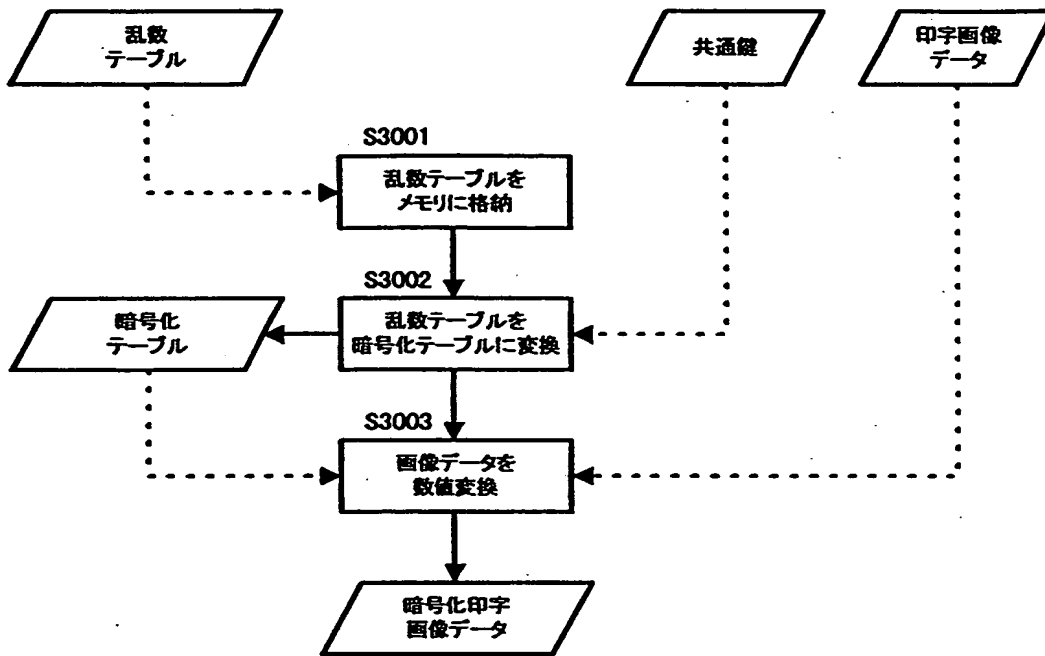 乱数
テーブル
共通鍵
印字画像
データ
S3001
乱数テーブルを
メモリに格納
S3002
乱数テーブルを
暗号化テーブルに変換
暗号化
テーブル
S3003
画像データを
数値変換
暗号化印字
画像データ